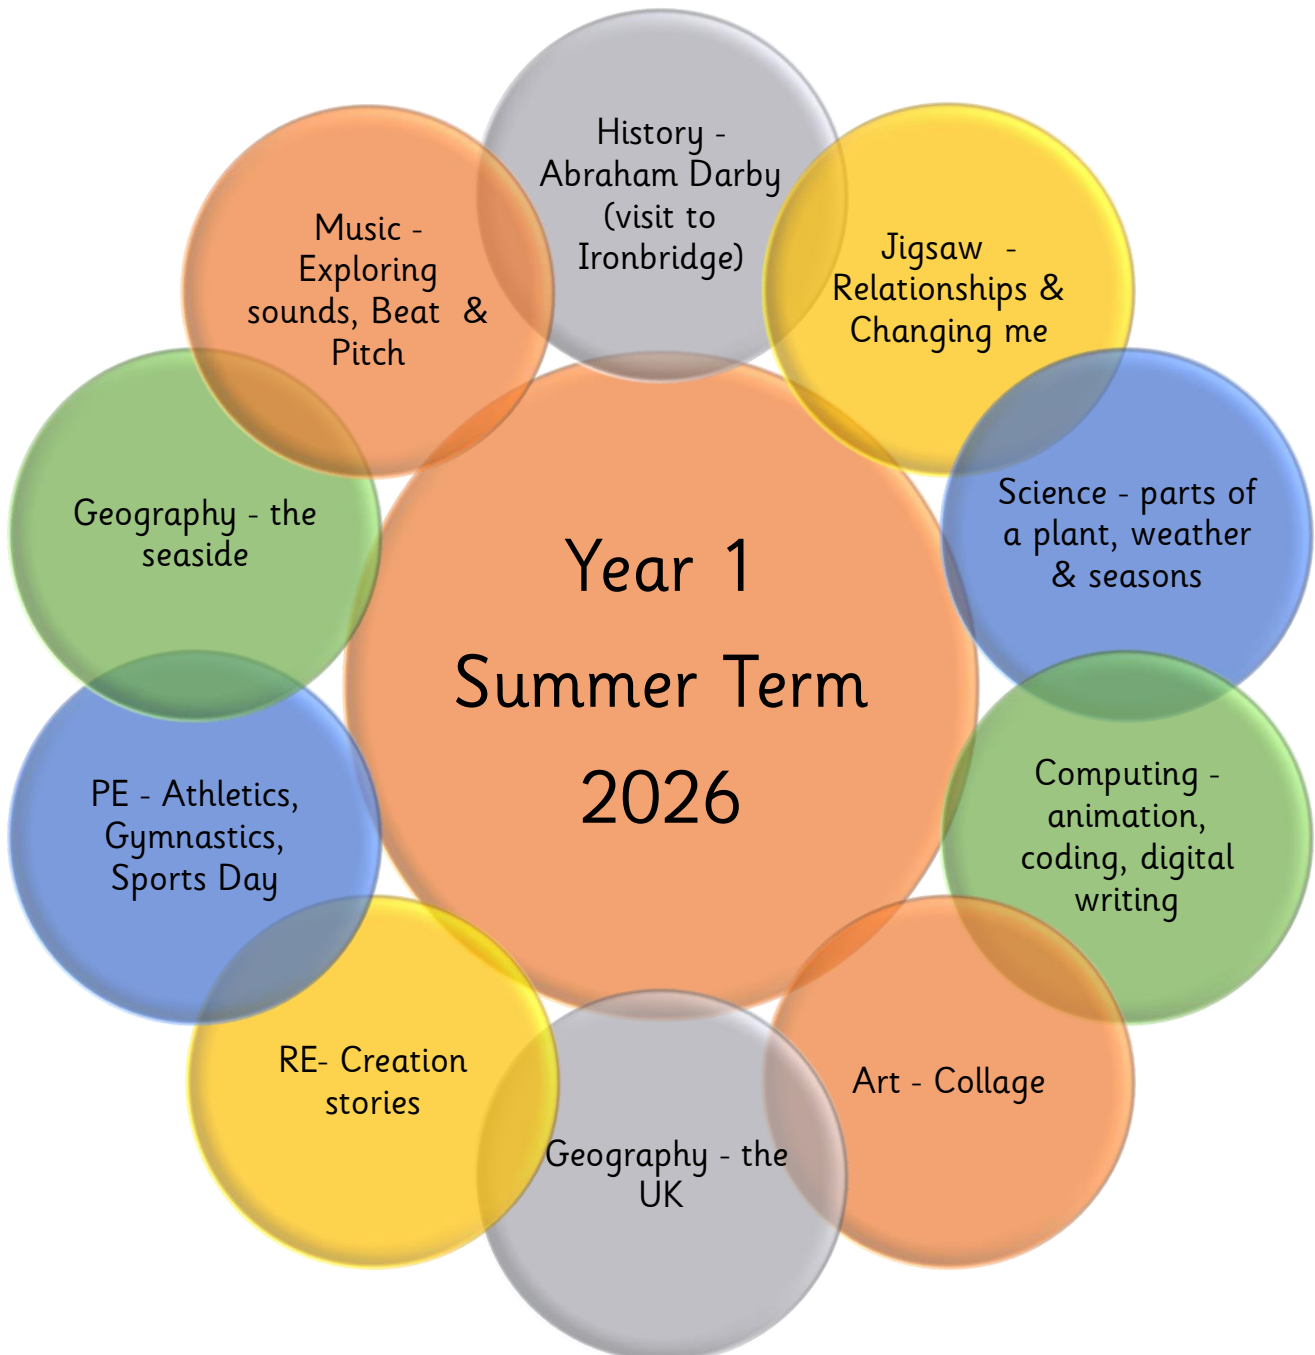 History -
Abraham Darby
(visit to
Ironbridge)
Jigsaw  -
Relationships &
Changing me
Science - parts of
a plant, weather
& seasons
Computing -
animation,
coding, digital
writing
Art - Collage
Geography - the
UK
RE- Creation
stories
PE - Athletics,
Gymnastics,
Sports Day
Geography - the
seaside
Music -
Exploring
sounds, Beat  &
Pitch
Year 1
Summer Term
2026